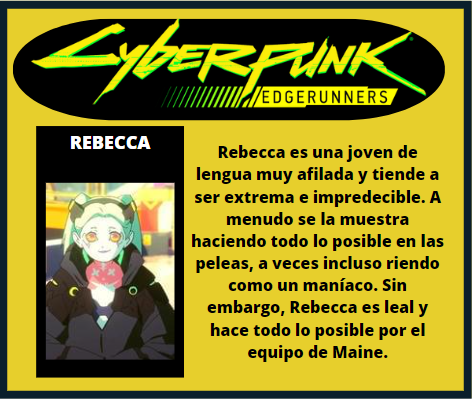 CYBERPUNK
EDGERUNNERS
REBECCA
Rebecca es una joven de
lengua muy afilada y tiende a
ser extrema e impredecible. A
menudo se la muestra
haciendo todo lo posible en las
peleas, a veces incluso riendo
como un maníaco. Sin
embargo, Rebecca es leal y
hace todo lo posible por el
equipo de Maine.